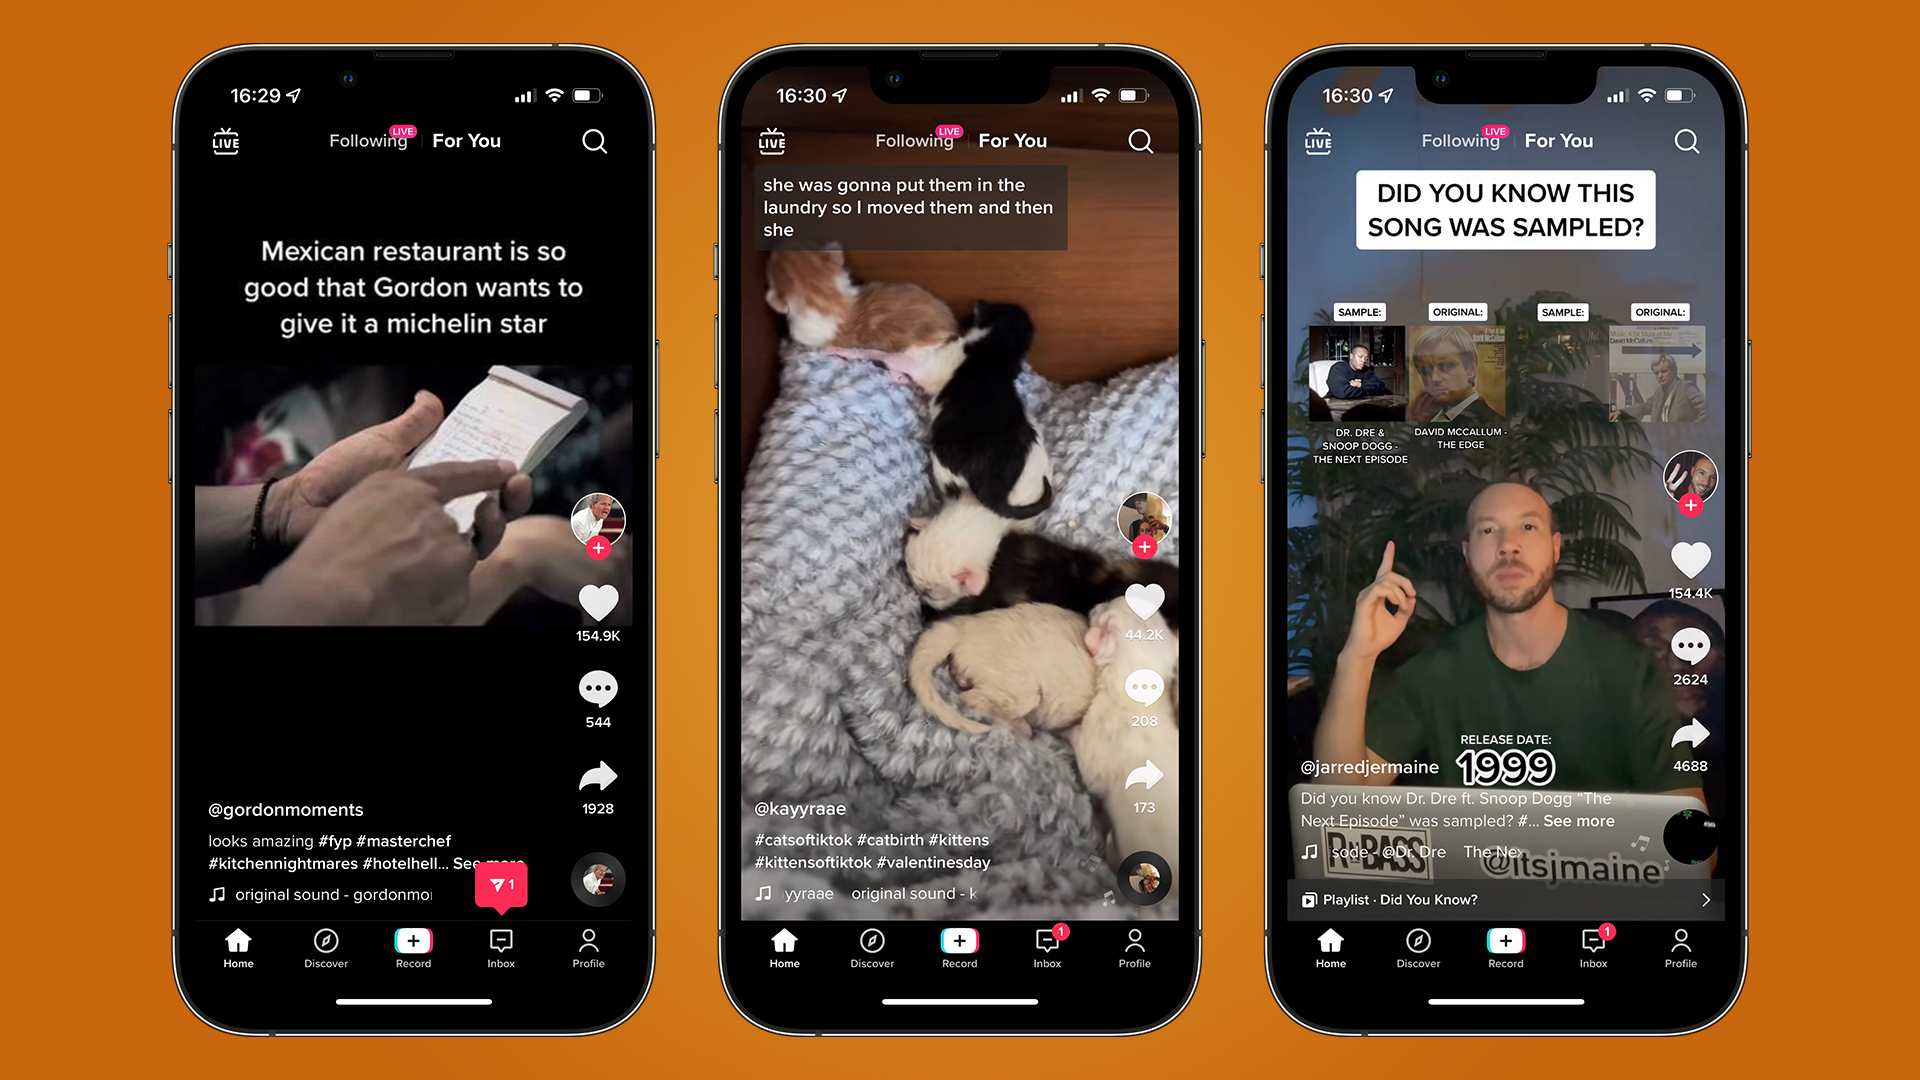 16:29
LIVE
Following
LIVE
For You
Mexican restaurant is so
good that Gordon wants to
give it a michelin star
154.9K
544
1928
@gordonmoments
looks amazing #fyp #masterchef
#kitchennightmares #hotelhell... See more
original sound - gordonmo
1
Home
Discover
Record
Inbox
Profile
16:30
LIVE
Following
LIVE
For You
she was gonna put them in the
laundry so I moved them and then
she
44.2K
208
173
@kayyraae
#catsoftiktok #catbirth #kittens
#kittensoftiktok #valentinesday
yyraae original sound - k
Home
Discover
Record
1
Inbox
Profile
16:30
LIVE
Following
LIVE
For You
DID YOU KNOW THIS
SONG WAS SAMPLED?
SAMPLE:
ORIGINAL:
SAMPLE:
ORIGINAL:
David McCallum
DR. DRE &
SNOOP DOGG -
THE NEXT EPISODE
DAVID MCCALLUM -
THE EDGE
154.4K
2624
4688
RELEASE DATE:
1999
@jarredjermaine
Did you know Dr. Dre ft. Snoop Dogg “The
Next Episode” was sampled? #... See more
sode - @Dr. Dre The Nex
R'N'BASS
@itsjmaine
Playlist · Did You Know?
Home
Discover
Record
1
Inbox
Profile